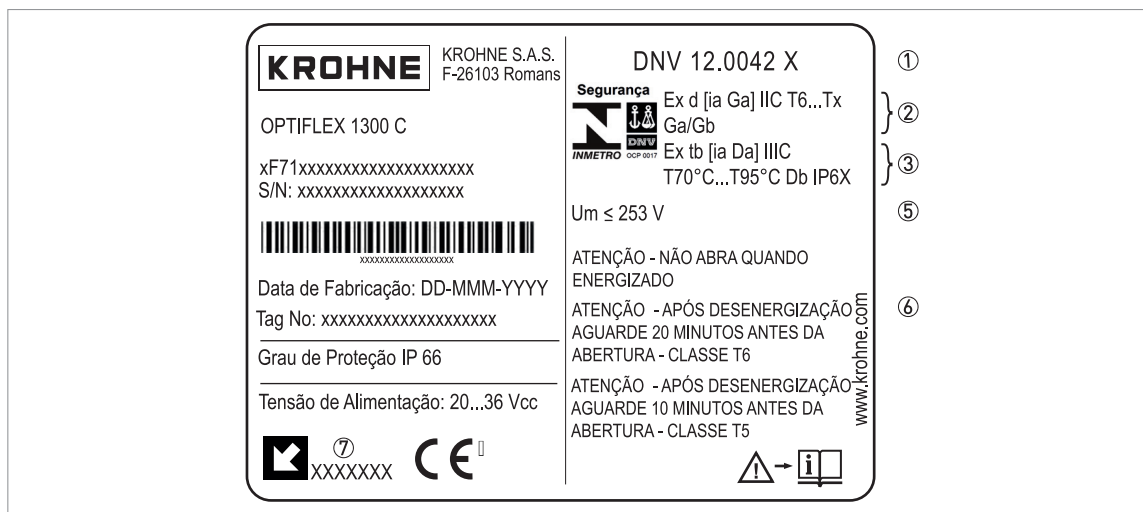 KROHNE
KROHNE S.A.S.
F-26103 Romans
OPTIFLEX 1300 C
xF71xxxxxxxxxxxxxxxxxxxx
S/N: xxxxxxxxxxxxxxxxxxx
xxxxxxxxxxxxxxxxxxx
Data de Fabricação: DD-MMM-YYYY
Tag No: xxxxxxxxxxxxxxxxxxxx
Grau de Proteção IP 66
Tensão de Alimentação: 20...36 Vcc
⑦
XXXXXXX
CE
DNV 12.0042 X
①
Segurança
INMETRO
DNV
OCP 0017
Ex d [ia Ga] IIC T6...Tx
Ga/Gb
②
Ex tb [ia Da] IIIC
T70°C...T95°C Db IP6X
③
Um ≤ 253 V
⑤
ATENÇÃO - NÃO ABRA QUANDO
ENERGIZADO
ATENÇÃO - APÓS DESENERGIZAÇÃO
AGUARDE 20 MINUTOS ANTES DA
ABERTURA - CLASSE T6
⑥
ATENÇÃO - APÓS DESENERGIZAÇÃO
AGUARDE 10 MINUTOS ANTES DA
ABERTURA - CLASSE T5
www.krohne.com
i